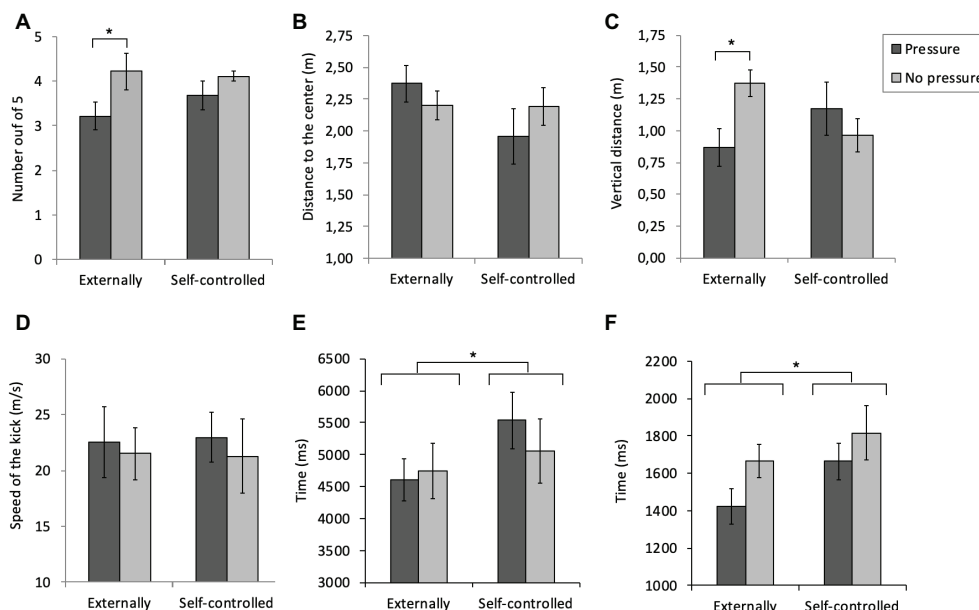 A
B
C
*
5
4
3
2
1
0
Number ouf of 5
Externally
Self-controlled
2,75
2,50
2,25
2,00
1,75
1,50
1,25
1,00
Distance to the center (m)
Externally
Self-controlled
*
1,75
1,50
1,25
1,00
0,75
0,50
0,25
0,00
Vertical distance (m)
Externally
Self-controlled
Pressure
No pressure
D
E
F
30
25
20
15
10
Speed of the kick (m/s)
Externally
Self-controlled
*
6500
6000
5500
5000
4500
4000
3500
3000
Time (ms)
Externally
Self-controlled
*
2200
2000
1800
1600
1400
1200
1000
Time (ms)
Externally
Self-controlled